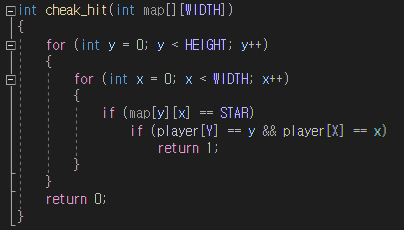 int cheak_hit(int map[][WIDTH])
{
for (int y = 0; y < HEIGHT; y++)
{
for (int x = 0; x < WIDTH; x++)
{
if (map[y][x] == STAR)
if (player[Y] == y && player[X] == x)
return 1;
}
}
return 0;
}